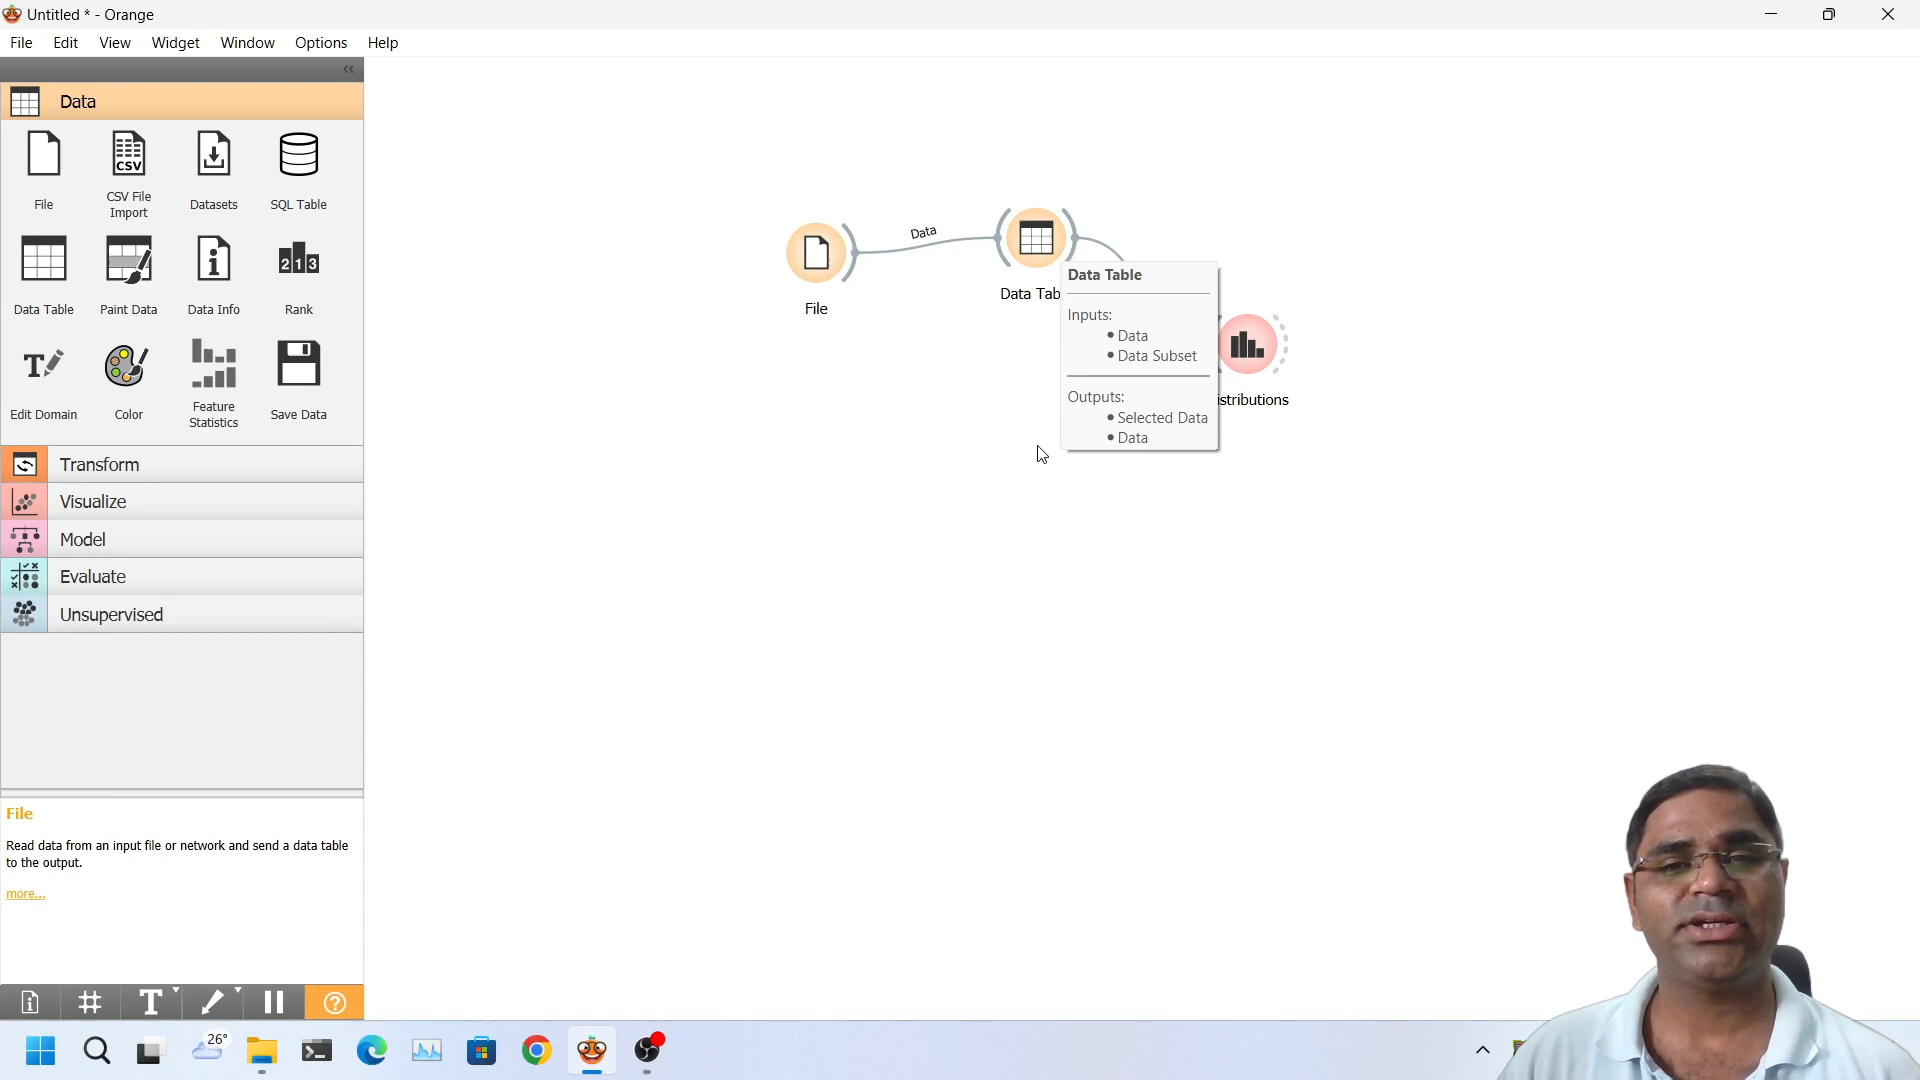 Untitled * - Orange
File Edit View Widget Window Options Help
Data
File
CSV
CSV File
Import
Datasets
SQL Table
Data Table
Paint Data
Data Info
213
Rank
Edit Domain
Color
Feature
Statistics
Save Data
Transform
Visualize
Model
Evaluate
Unsupervised
File
Read data from an input file or network and send a data table
to the output.
more...
File
Data
Data Tab
Data Table
Inputs:
• Data
• Data Subset
Outputs:
• Selected Data
• Data
istributions
26°